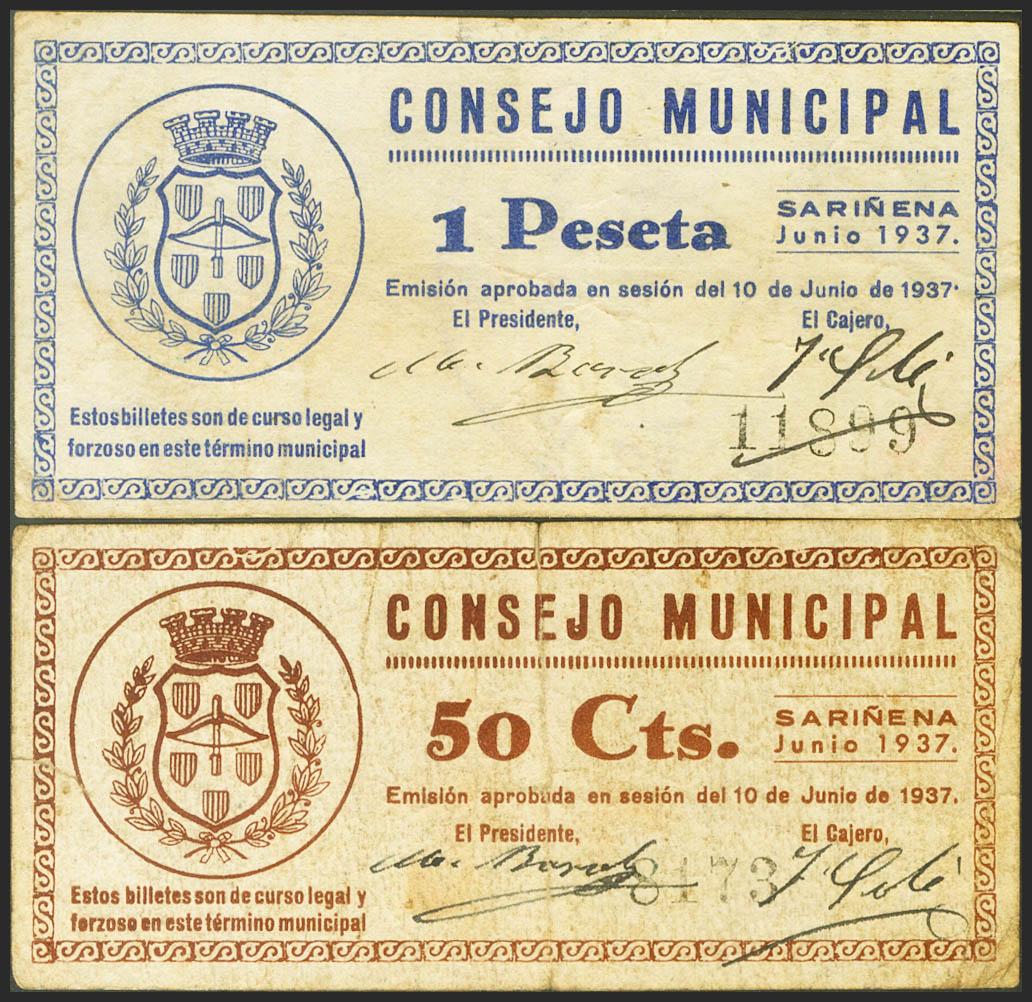 CONSEJO MUNICIPAL
1 Peseta
SARIÑENA
Junio 1937.
Emisión aprobada en sesión del 10 de Junio de 1937.
El Presidente,
El Cajero,
11899
Estos billetes son de curso legal y
forzoso en este término municipal
CONSEJO MUNICIPAL
50 Cts.
SARIÑENA
Junio 1937.
Emisión aprobada en sesión del 10 de Junio de 1937.
El Presidente,
El Cajero,
8173
Estos billetes son de curso legal y
forzoso en este término municipal